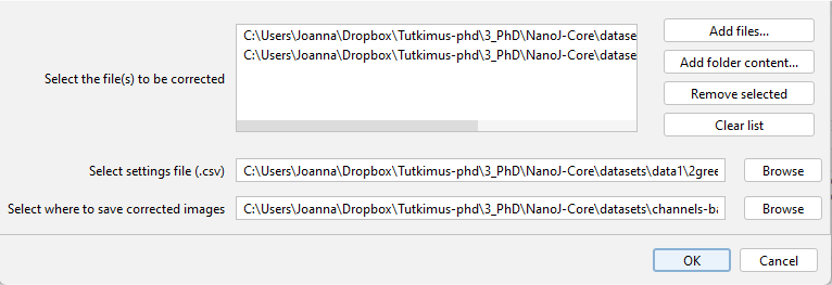 C:\Users\Joanna\Dropbox\Tutkimus-phd\3_PhD\NanoJ-Core\datase
C:\Users\Joanna\Dropbox\Tutkimus-phd\3_PhD\NanoJ-Core\datase
Select the file(s) to be corrected
Add files...
Add folder content...
Remove selected
Clear list
Select settings file (.csv) C:\Users\Joanna\Dropbox\Tutkimus-phd\3_PhD\NanoJ-Core\datasets\data1\2gree Browse
Select where to save corrected images C:\Users\Joanna\Dropbox\Tutkimus-phd\3_PhD\NanoJ-Core\datasets\channels-ba Browse
OK Cancel